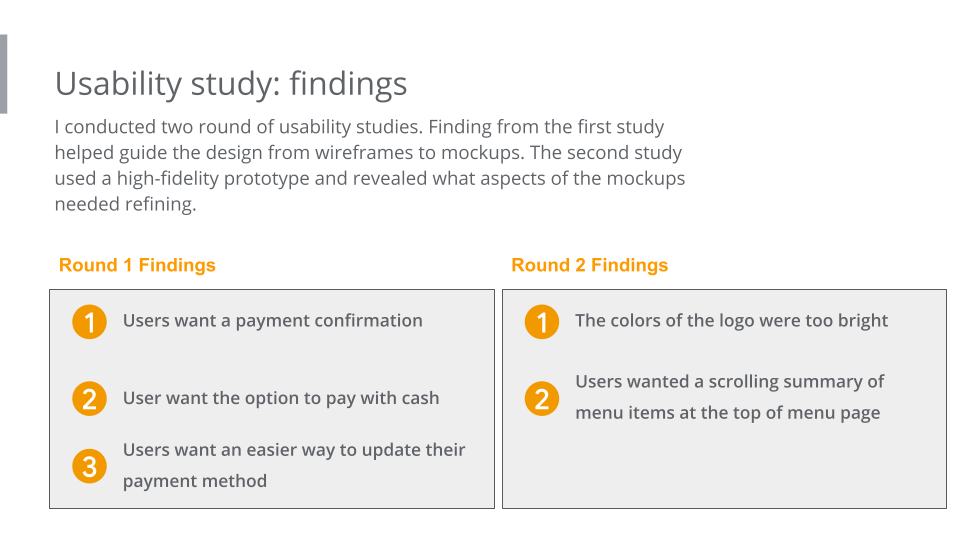 Usability study: findings
I conducted two round of usability studies. Finding from the first study
helped guide the design from wireframes to mockups. The second study
used a high-fidelity prototype and revealed what aspects of the mockups
needed refining.
Round 1 Findings
1 Users want a payment confirmation
2 User want the option to pay with cash
3 Users want an easier way to update their
payment method
Round 2 Findings
1 The colors of the logo were too bright
2 Users wanted a scrolling summary of
menu items at the top of menu page